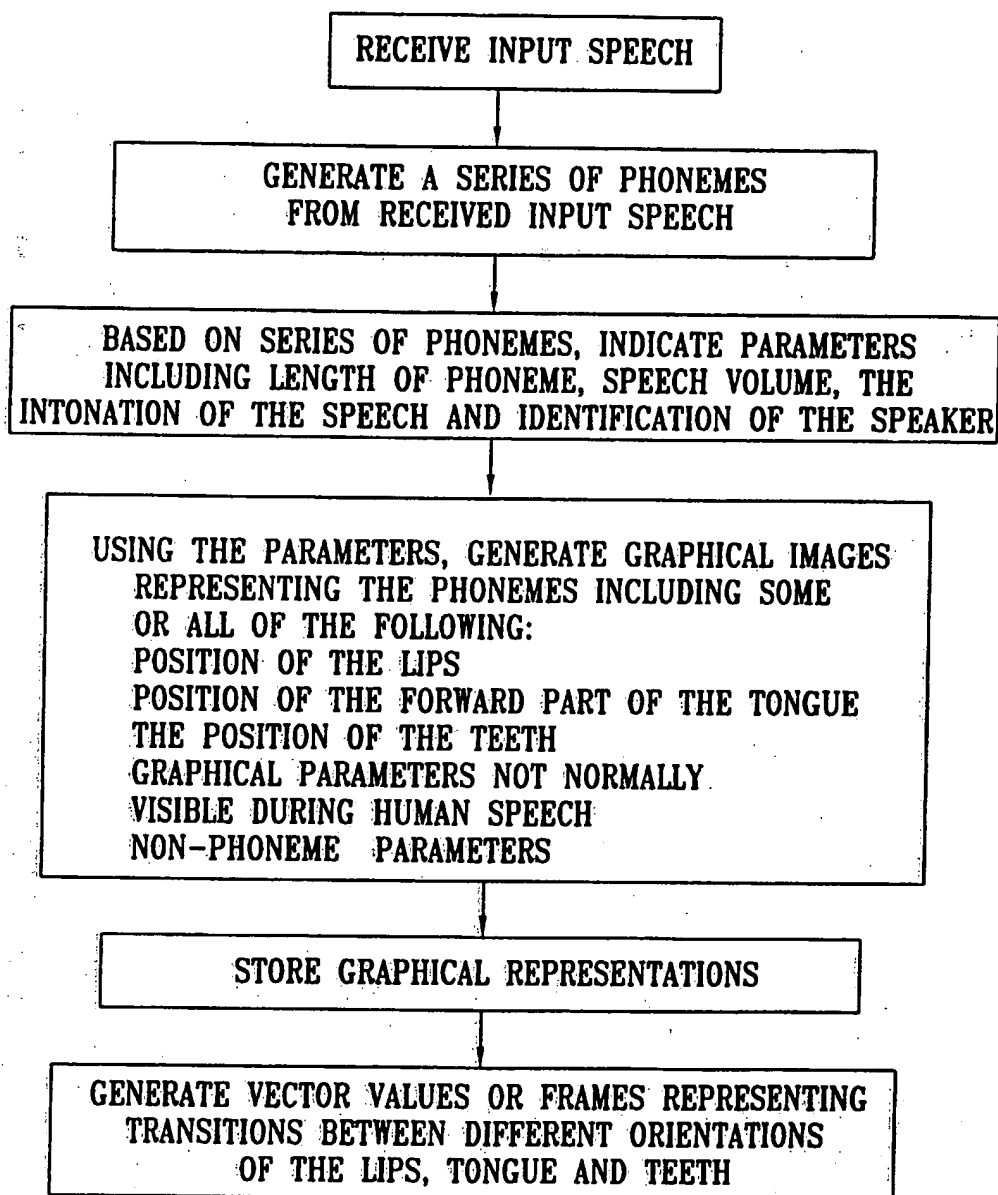 RECEIVE INPUT SPEECH
GENERATE A SERIES OF PHONEMES
FROM RECEIVED INPUT SPEECH
BASED ON SERIES OF PHONEMES, INDICATE PARAMETERS
INCLUDING LENGTH OF PHONEME, SPEECH VOLUME, THE
INTONATION OF THE SPEECH AND IDENTIFICATION OF THE SPEAKER
USING THE PARAMETERS, GENERATE GRAPHICAL IMAGES
REPRESENTING THE PHONEMES INCLUDING SOME
OR ALL OF THE FOLLOWING:
POSITION OF THE LIPS
POSITION OF THE FORWARD PART OF THE TONGUE
THE POSITION OF THE TEETH
GRAPHICAL PARAMETERS NOT NORMALLY
VISIBLE DURING HUMAN SPEECH
NON-PHONEME PARAMETERS
STORE GRAPHICAL REPRESENTATIONS
GENERATE VECTOR VALUES OR FRAMES REPRESENTING
TRANSITIONS BETWEEN DIFFERENT ORIENTATIONS
OF THE LIPS, TONGUE AND TEETH